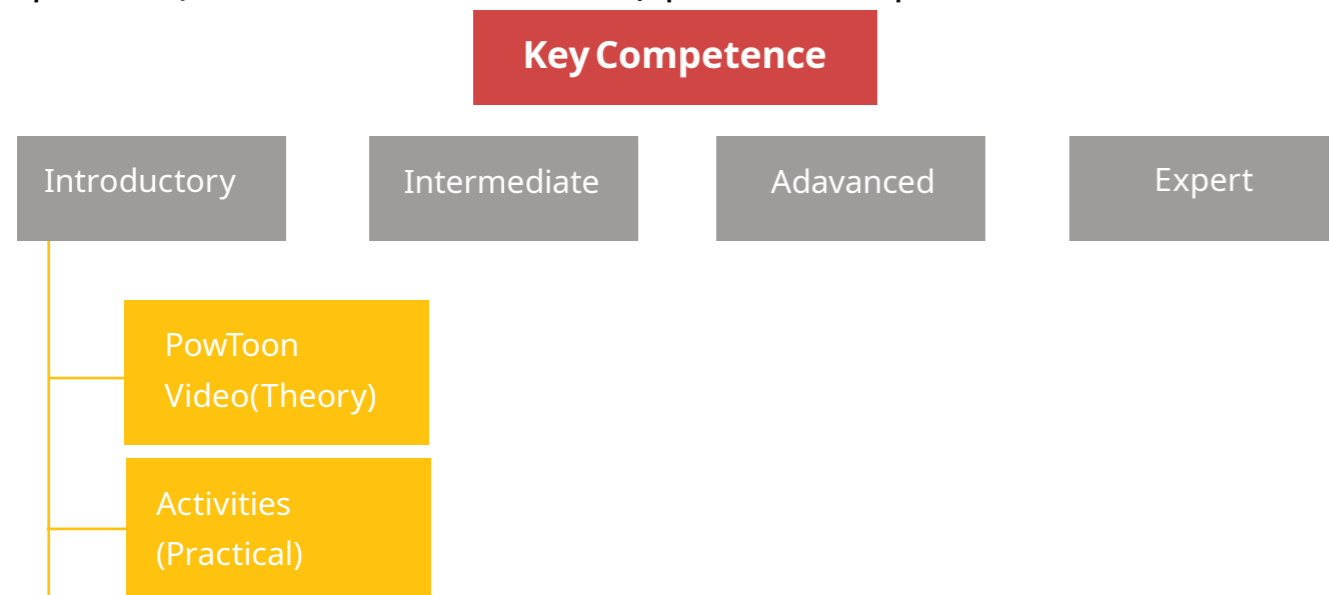 Key Competence
Introductory
Intermediate
Adavanced
Expert
PowToon
Video(Theory)
Activities
(Practical)